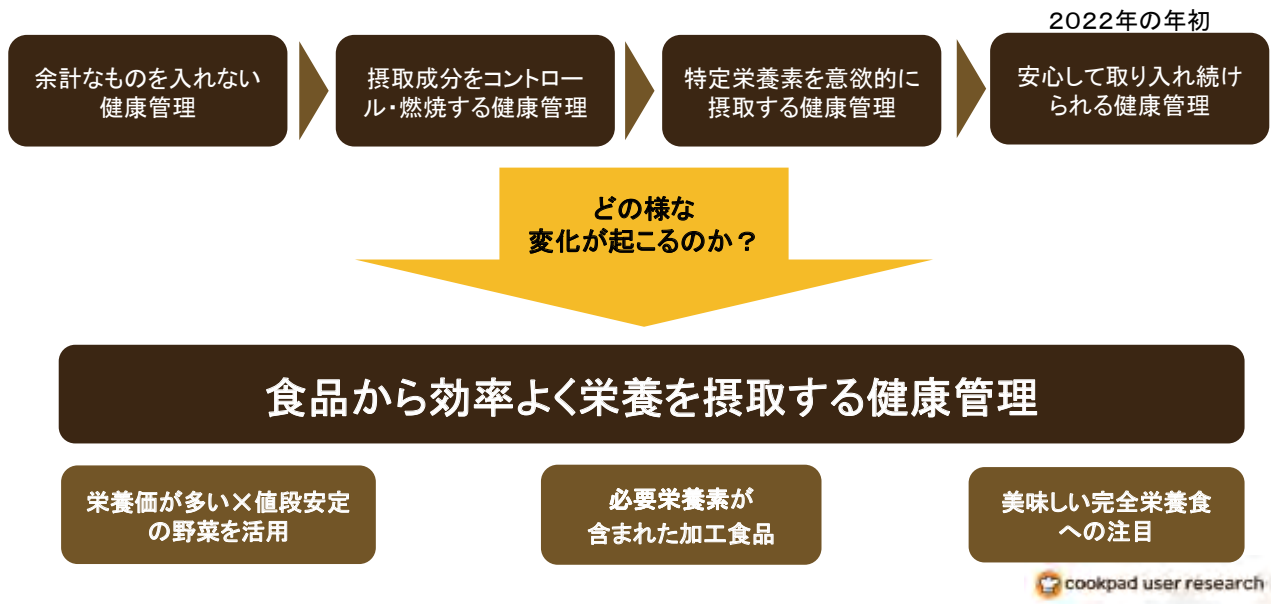 2022年の年初
余計なものを入れない
健康管理
摂取成分をコントロー
ル・燃焼する健康管理
特定栄養素を意欲的に
摂取する健康管理
安心して取り入れ続け
られる健康管理
どの様な
変化が起こるのか？
食品から効率よく栄養を摂取する健康管理
栄養価が多い×値段安定
の野菜を活用
必要栄養素が
含まれた加工食品
美味しい完全栄養食
への注目
cookpad user research